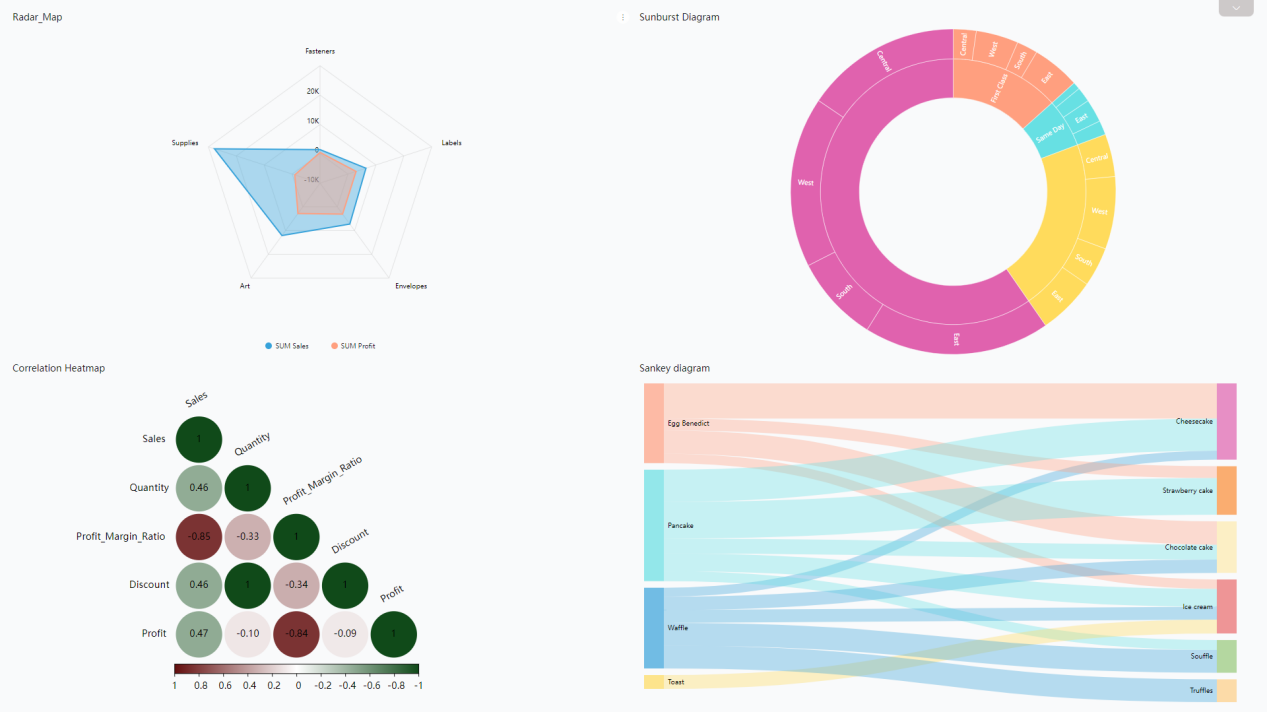 Radar_Map
Fasteners
20K
10K
0
-10K
Supplies
Labels
Art
Envelopes
SUM Sales
SUM Profit
Sunburst Diagram
Central
West
South
East
First Class
Same Day
East
Central
West
South
East
Central
West
South
East
Correlation Heatmap
Sales
Quantity
Profit_Margin_Ratio
Discount
Profit
Sales 1
Quantity 0.46 1
Profit_Margin_Ratio -0.85 -0.33 1
Discount 0.46 1 -0.34 1
Profit 0.47 -0.10 -0.84 -0.09 1
1 0.8 0.6 0.4 0.2 0 -0.2 -0.4 -0.6 -0.8 -1
Sankey diagram
Egg Benedict
Pancake
Waffle
Toast
Cheesecake
Strawberry cake
Chocolate cake
Ice cream
Souffle
Truffles